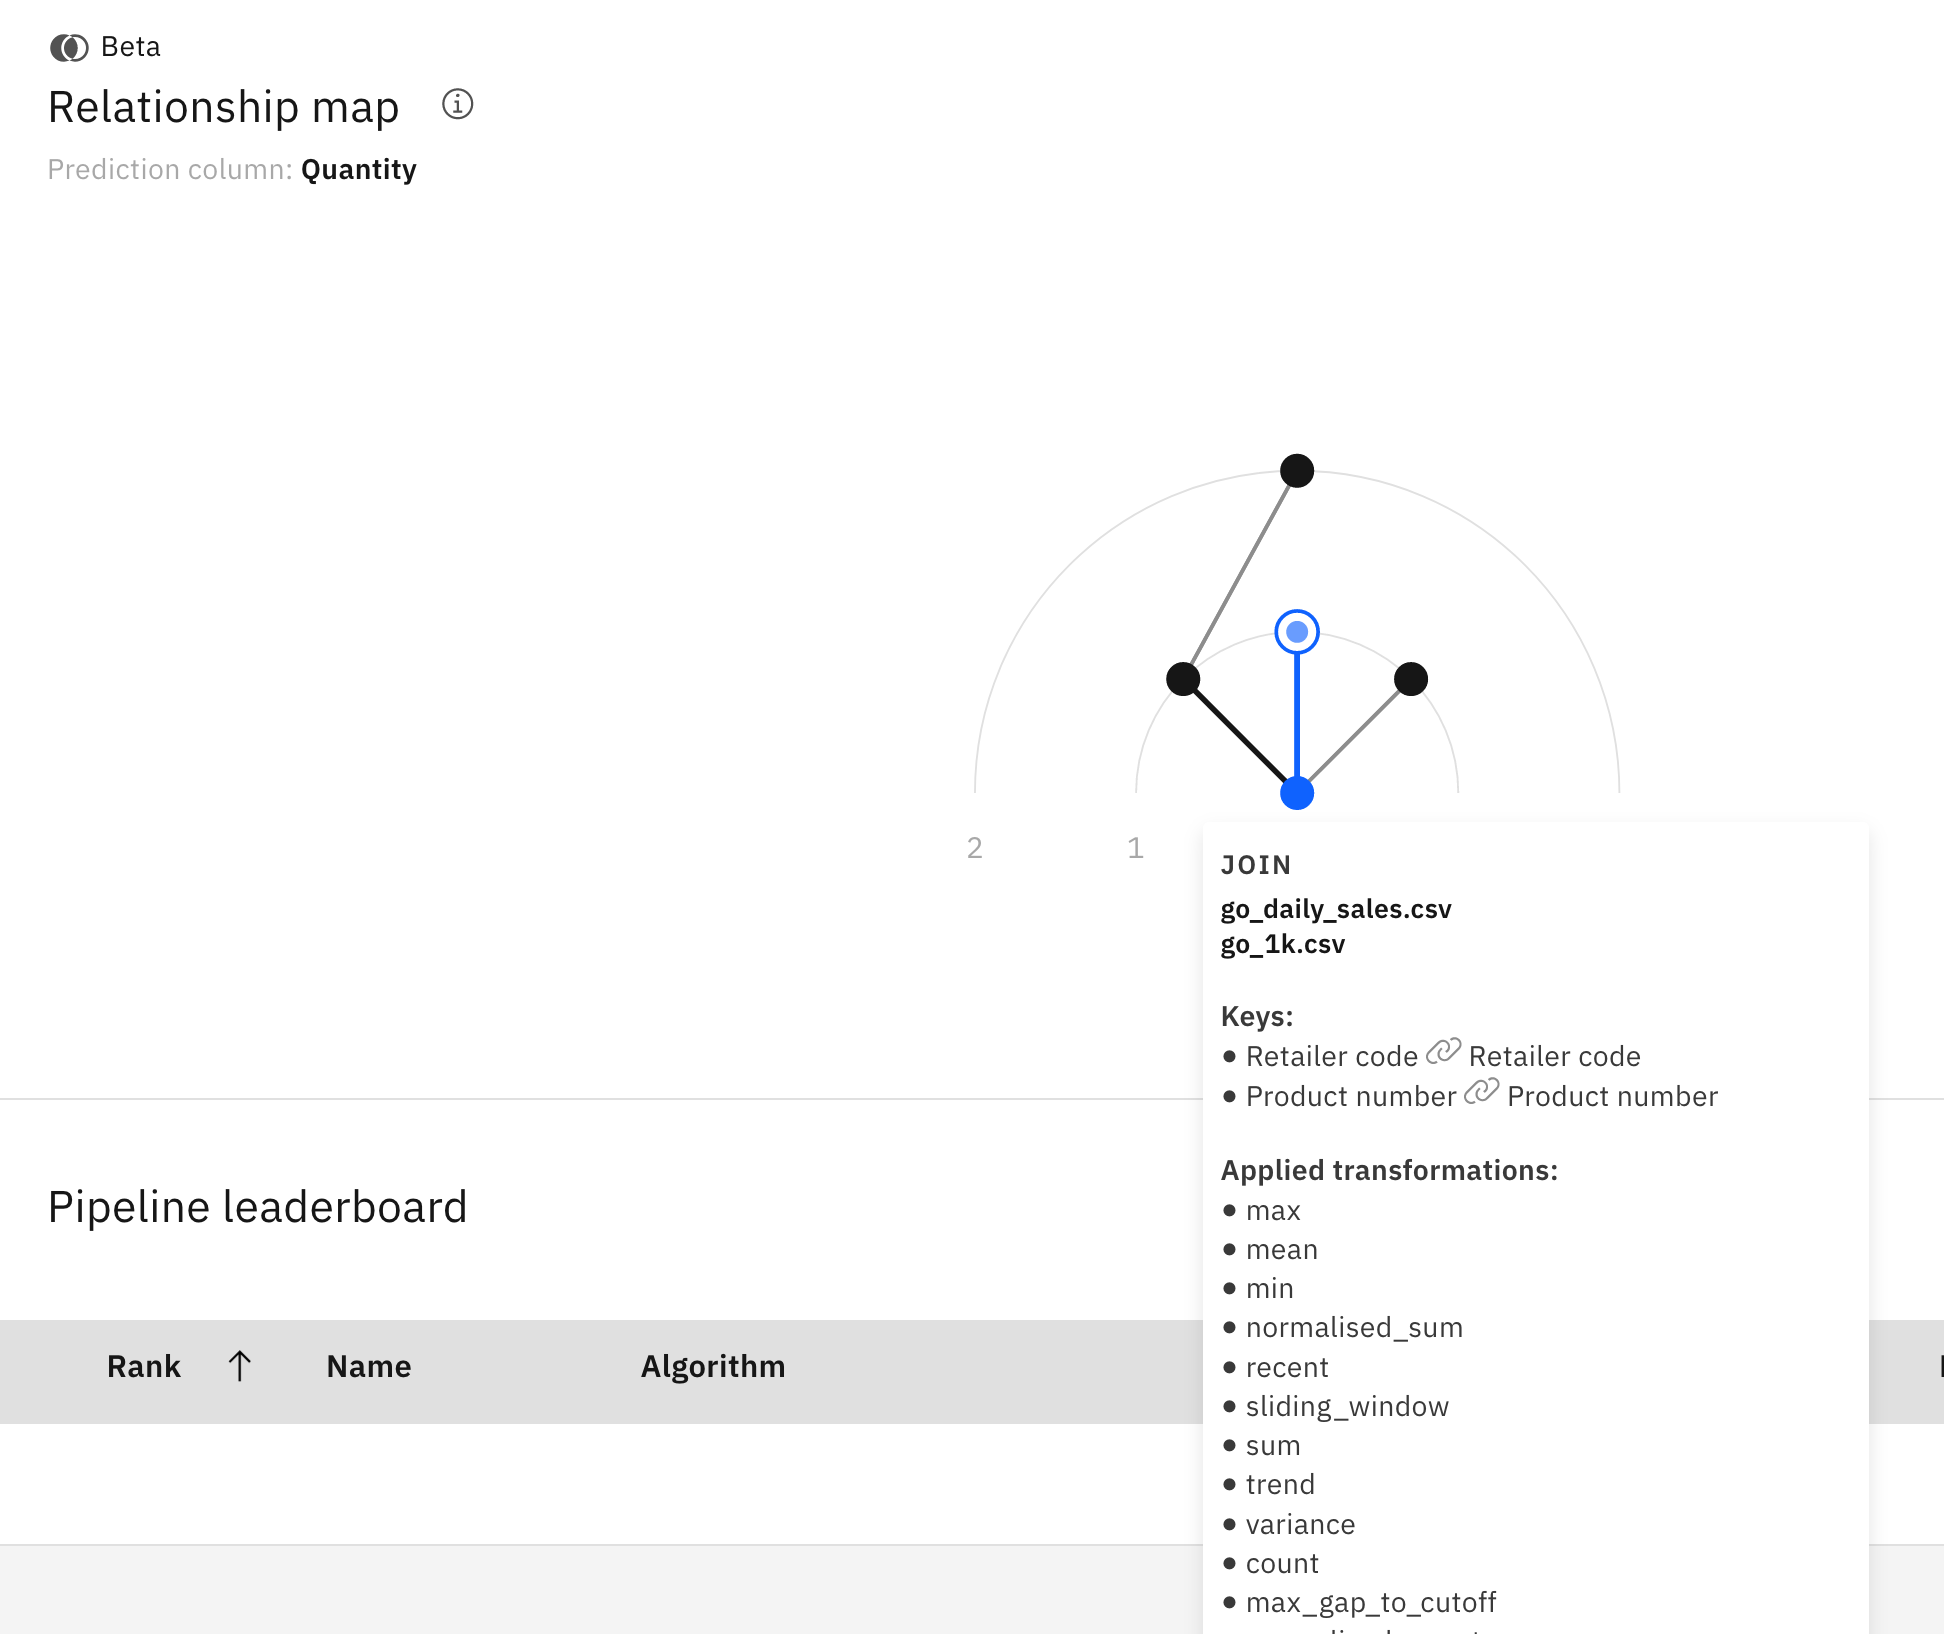 Beta
Relationship map
Prediction column: Quantity
2 1
JOIN
go_daily_sales.csv
go_1k.csv
Keys:
• Retailer code Retailer code
• Product number Product number
Applied transformations:
• max
• mean
• min
• normalised_sum
• recent
• sliding_window
• sum
• trend
• variance
• count
• max_gap_to_cutoff
Pipeline leaderboard
Rank ↑ Name Algorithm